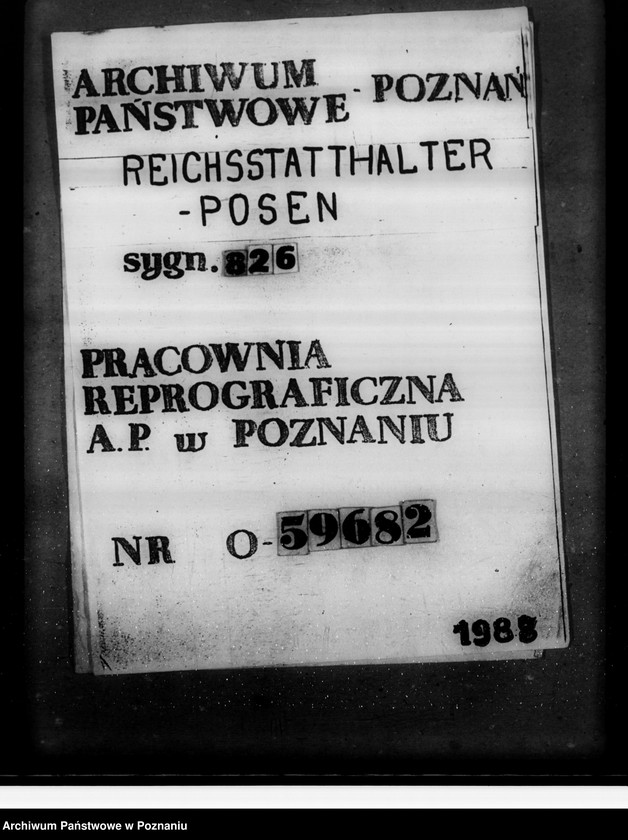 ARCHIWUM
PAŃSTWOWE - POZNAŃ
REICHSSTATTHALTER
-POSEN
sygn. 826
PRACOWNIA
REPROGRAFICZNA
A.P. w POZNANIU
NR O-59682
1988
Archiwum Państwowe w Poznaniu